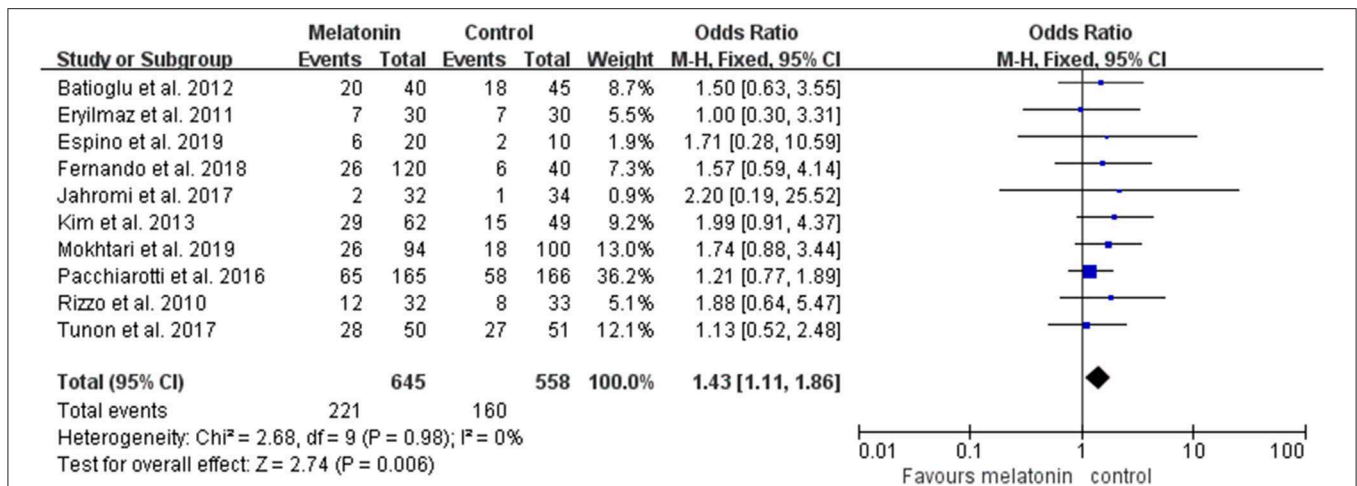 Melatonin Control Odds Ratio Odds Ratio
Study or Subgroup Events Total Events Total Weight M-H, Fixed, 95% CI M-H, Fixed, 95% CI
Batioglu et al. 2012 20 40 18 45 8.7% 1.50 [0.63, 3.55]
Eryilmaz et al. 2011 7 30 7 30 5.5% 1.00 [0.30, 3.31]
Espino et al. 2019 6 20 2 10 1.9% 1.71 [0.28, 10.59]
Fernando et al. 2018 26 120 6 40 7.3% 1.57 [0.59, 4.14]
Jahromi et al. 2017 2 32 1 34 0.9% 2.20 [0.19, 25.52]
Kim et al. 2013 29 62 15 49 9.2% 1.99 [0.91, 4.37]
Mokhtari et al. 2019 26 94 18 100 13.0% 1.74 [0.88, 3.44]
Pacchiarotti et al. 2016 65 165 58 166 36.2% 1.21 [0.77, 1.89]
Rizzo et al. 2010 12 32 8 33 5.1% 1.88 [0.64, 5.47]
Tunon et al. 2017 28 50 27 51 12.1% 1.13 [0.52, 2.48]
Total (95% CI) 645 558 100.0% 1.43 [1.11, 1.86]
Total events 221 160
Heterogeneity: Chi² = 2.68, df = 9 (P = 0.98); I² = 0%
Test for overall effect: Z = 2.74 (P = 0.006)
0.01 0.1 1 10 100
Favours melatonin control